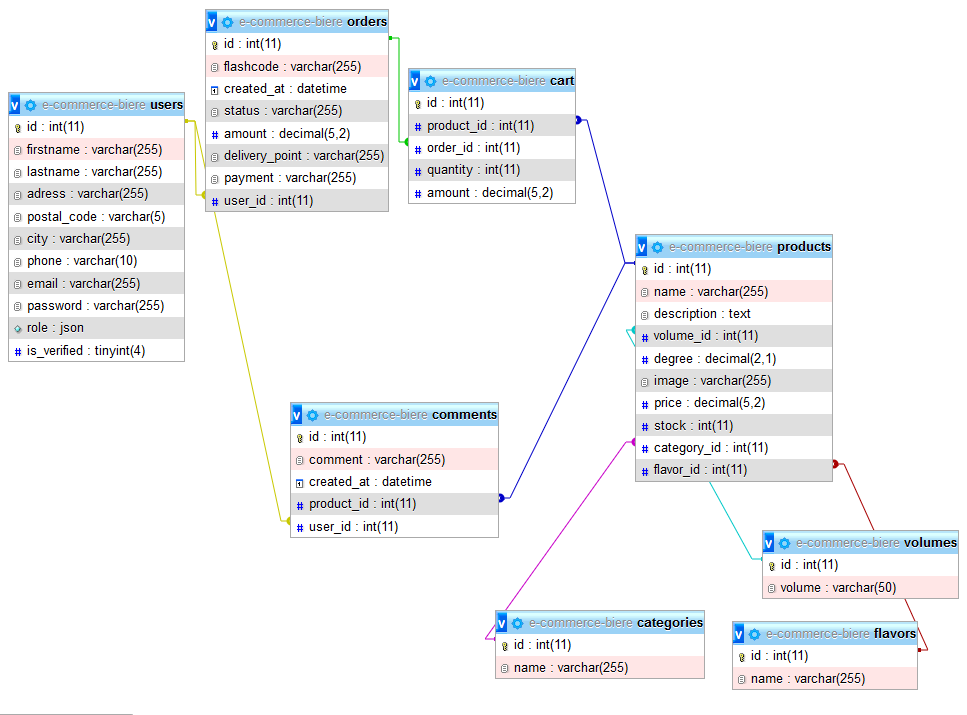 v e-commerce-biere orders
id : int(11)
flashcode : varchar(255)
created_at : datetime
status : varchar(255)
amount : decimal(5,2)
delivery_point : varchar(255)
payment : varchar(255)
user_id : int(11)
v e-commerce-biere cart
id : int(11)
product_id : int(11)
order_id : int(11)
quantity : int(11)
amount : decimal(5,2)
v e-commerce-biere users
id : int(11)
firstname : varchar(255)
lastname : varchar(255)
adress : varchar(255)
postal_code : varchar(5)
city : varchar(255)
phone : varchar(10)
email : varchar(255)
password : varchar(255)
role : json
is_verified : tinyint(4)
v e-commerce-biere products
id : int(11)
name : varchar(255)
description : text
volume_id : int(11)
degree : decimal(2,1)
image : varchar(255)
price : decimal(5,2)
stock : int(11)
category_id : int(11)
flavor_id : int(11)
v e-commerce-biere comments
id : int(11)
comment : varchar(255)
created_at : datetime
product_id : int(11)
user_id : int(11)
v e-commerce-biere volumes
id : int(11)
volume : varchar(50)
v e-commerce-biere categories
id : int(11)
name : varchar(255)
v e-commerce-biere flavors
id : int(11)
name : varchar(255)